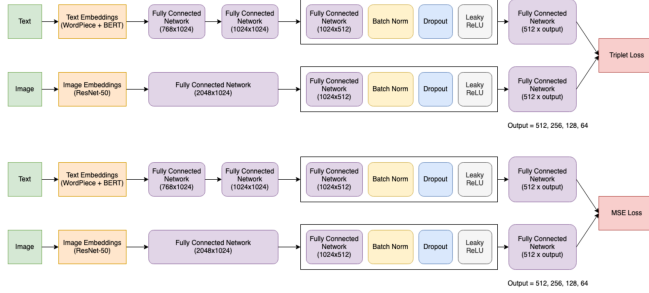 Text
Text Embeddings
(WordPiece + BERT)
Fully Connected
Network
(768x1024)
Fully Connected
Network
(1024x1024)
Fully Connected
Network
(1024x512)
Batch Norm
Dropout
Leaky
ReLU
Fully Connected
Network
(512 x output)
Triplet Loss
Image
Image Embeddings
(ResNet-50)
Fully Connected Network
(2048x1024)
Fully Connected
Network
(1024x512)
Batch Norm
Dropout
Leaky
ReLU
Fully Connected
Network
(512 x output)
Output = 512, 256, 128, 64
Text
Text Embeddings
(WordPiece + BERT)
Fully Connected
Network
(768x1024)
Fully Connected
Network
(1024x1024)
Fully Connected
Network
(1024x512)
Batch Norm
Dropout
Leaky
ReLU
Fully Connected
Network
(512 x output)
MSE Loss
Image
Image Embeddings
(ResNet-50)
Fully Connected Network
(2048x1024)
Fully Connected
Network
(1024x512)
Batch Norm
Dropout
Leaky
ReLU
Fully Connected
Network
(512 x output)
Output = 512, 256, 128, 64